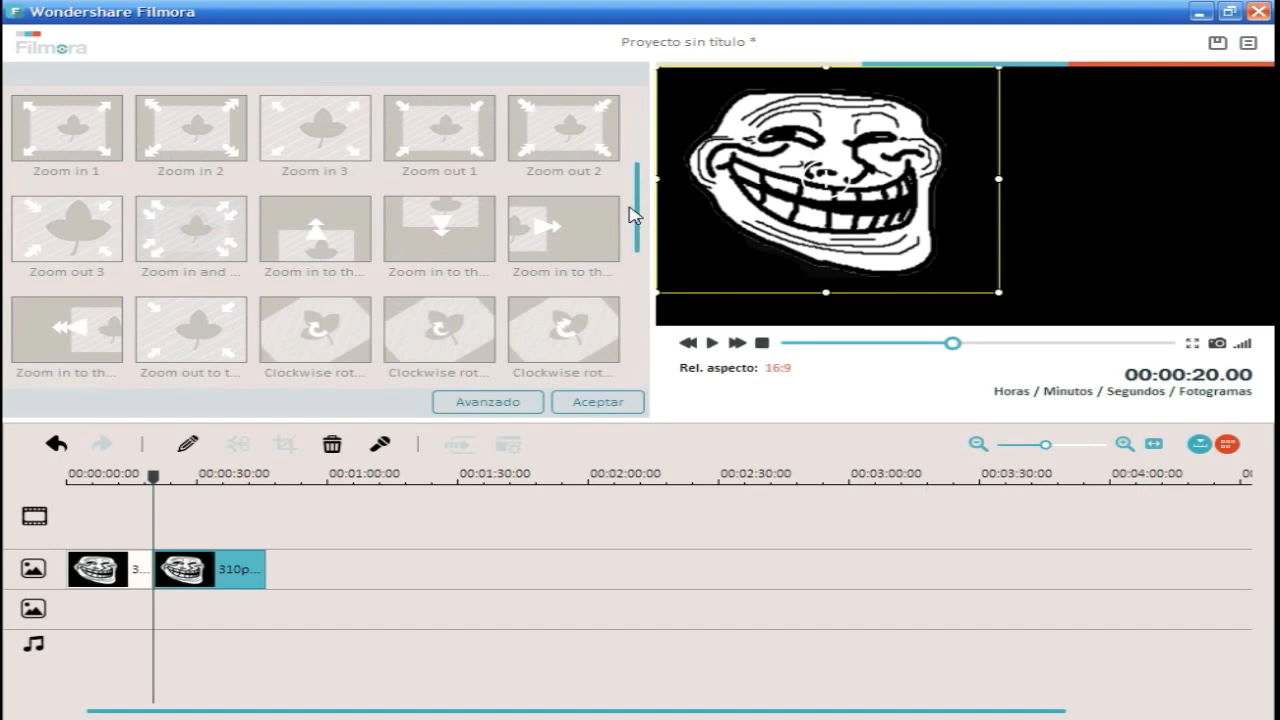 Wondershare Filmora
Filmora
Proyecto sin título *
Zoom in 1 Zoom in 2 Zoom in 3 Zoom out 1 Zoom out 2
Zoom out 3 Zoom in and ... Zoom in to th... Zoom in to th... Zoom in to th...
Zoom in to th... Zoom out to t... Clockwise rot... Clockwise rot... Clockwise rot...
Avanzado Aceptar
Rel. aspecto: 16:9
00:00:20.00
Horas / Minutos / Segundos / Fotogramas
00:00:00:00 00:00:30:00 00:01:00:00 00:01:30:00 00:02:00:00 00:02:30:00 00:03:00:00 00:03:30:00 00:04:00:00 00
3... 310p...